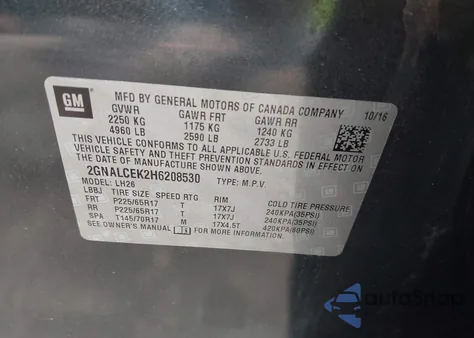 GM
MFD BY GENERAL MOTORS OF CANADA COMPANY 10/16
GVWR GAWR FRT GAWR RR
2250 KG 1175 KG 1240 KG
4960 LB 2590 LB 2733 LB
THIS VEHICLE CONFORMS TO ALL APPLICABLE U.S. FEDERAL MOTOR
VEHICLE SAFETY AND THEFT PREVENTION STANDARDS IN EFFECT
ON THE DATE OF MANUFACTURE SHOWN ABOVE.
2GNALCEK2H6208530 TYPE: M.P.V.
MODEL: LH26
LBBJ TIRE SIZE SPEED RTG RIM COLD TIRE PRESSURE
FRT P225/65R17 T 17X7J 240KPA(35PSI)
RR P225/65R17 T 17X7J 240KPA(35PSI)
SPA T145/70R17 M 17X4.5T 420KPA(60PSI)
SEE OWNER'S MANUAL FOR MORE INFORMATION.
autoSnap